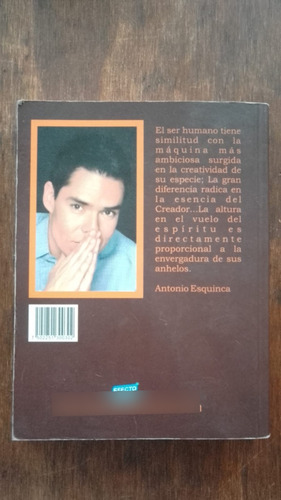 El ser humano tiene
similitud con la
máquina más
ambiciosa surgida
en la creatividad de
su especie; La gran
diferencia radica en
la esencia del
Creador...La altura
en el vuelo del
espíritu es
directamente
proporcional a la
envergadura de sus
anhelos.
Antonio Esquinca
EFECTO